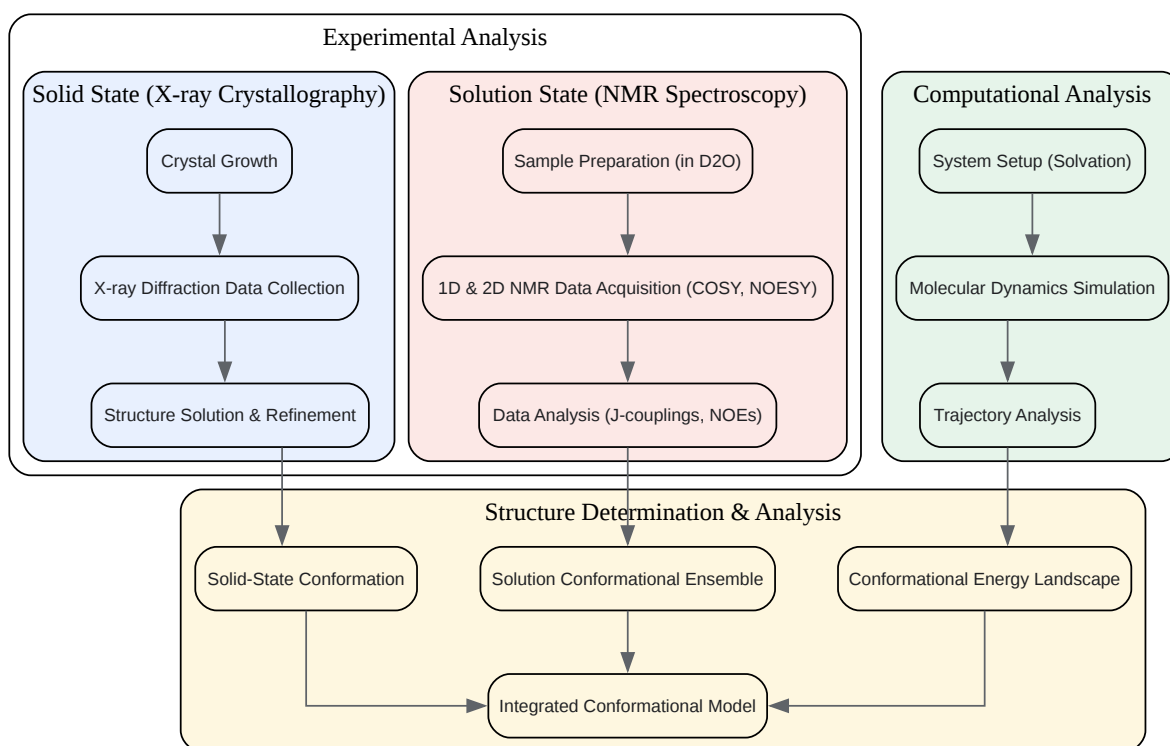 Experimental Analysis
Solid State (X-ray Crystallography)
Crystal Growth
X-ray Diffraction Data Collection
Structure Solution & Refinement
Solution State (NMR Spectroscopy)
Sample Preparation (in D2O)
1D & 2D NMR Data Acquisition (COSY, NOESY)
Data Analysis (J-couplings, NOEs)
Computational Analysis
System Setup (Solvation)
Molecular Dynamics Simulation
Trajectory Analysis
Structure Determination & Analysis
Solid-State Conformation
Solution Conformational Ensemble
Conformational Energy Landscape
Integrated Conformational Model